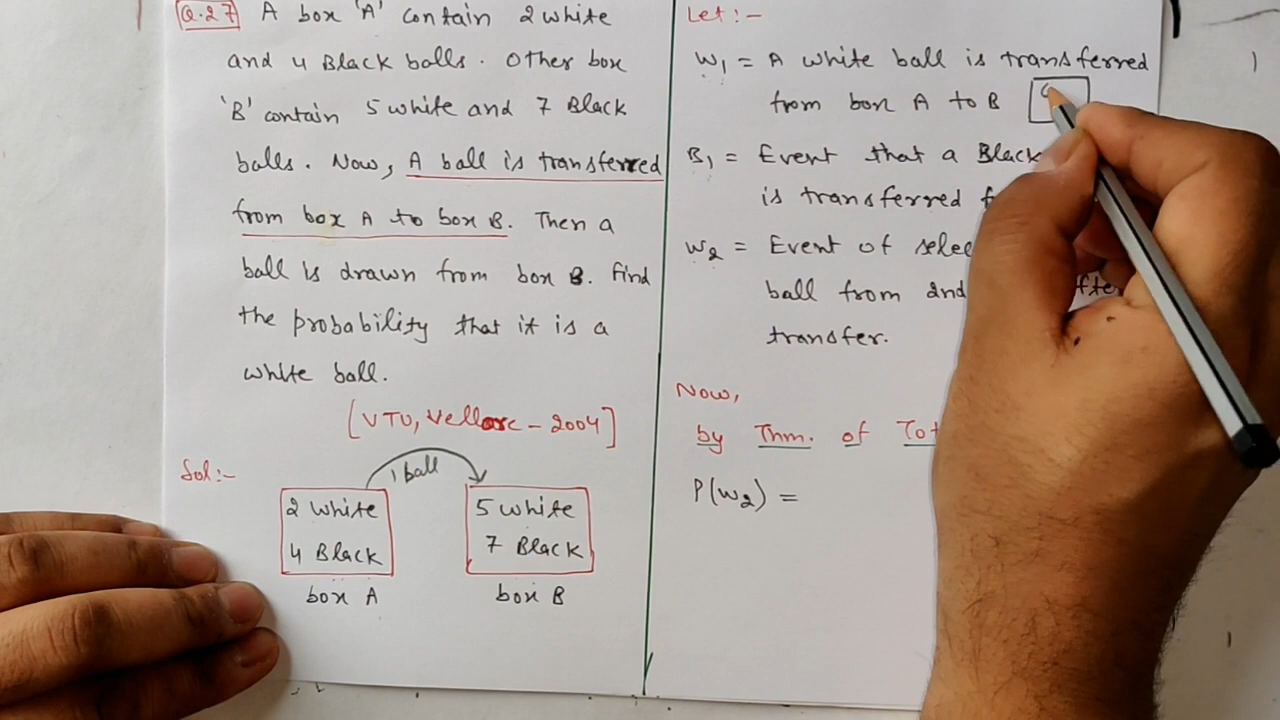 Q.27 A box 'A' contain 2 white
and 4 Black balls. Other box
'B' contain 5 white and 7 Black
balls. Now, A ball is transferred
from box A to box B. Then a
ball is drawn from box B. Find
the probability that it is a
white ball.
[VTU, Vellore - 2004]
Sol:-
1 ball
2 White
4 Black
box A
5 white
7 Black
box B
Let:-
W1 = A white ball is transferred
from box A to B
B1 = Event that a Black
is transferred
W2 = Event of
ball from 2nd
transfer.
Now,
by Thm. of
P(W2) =